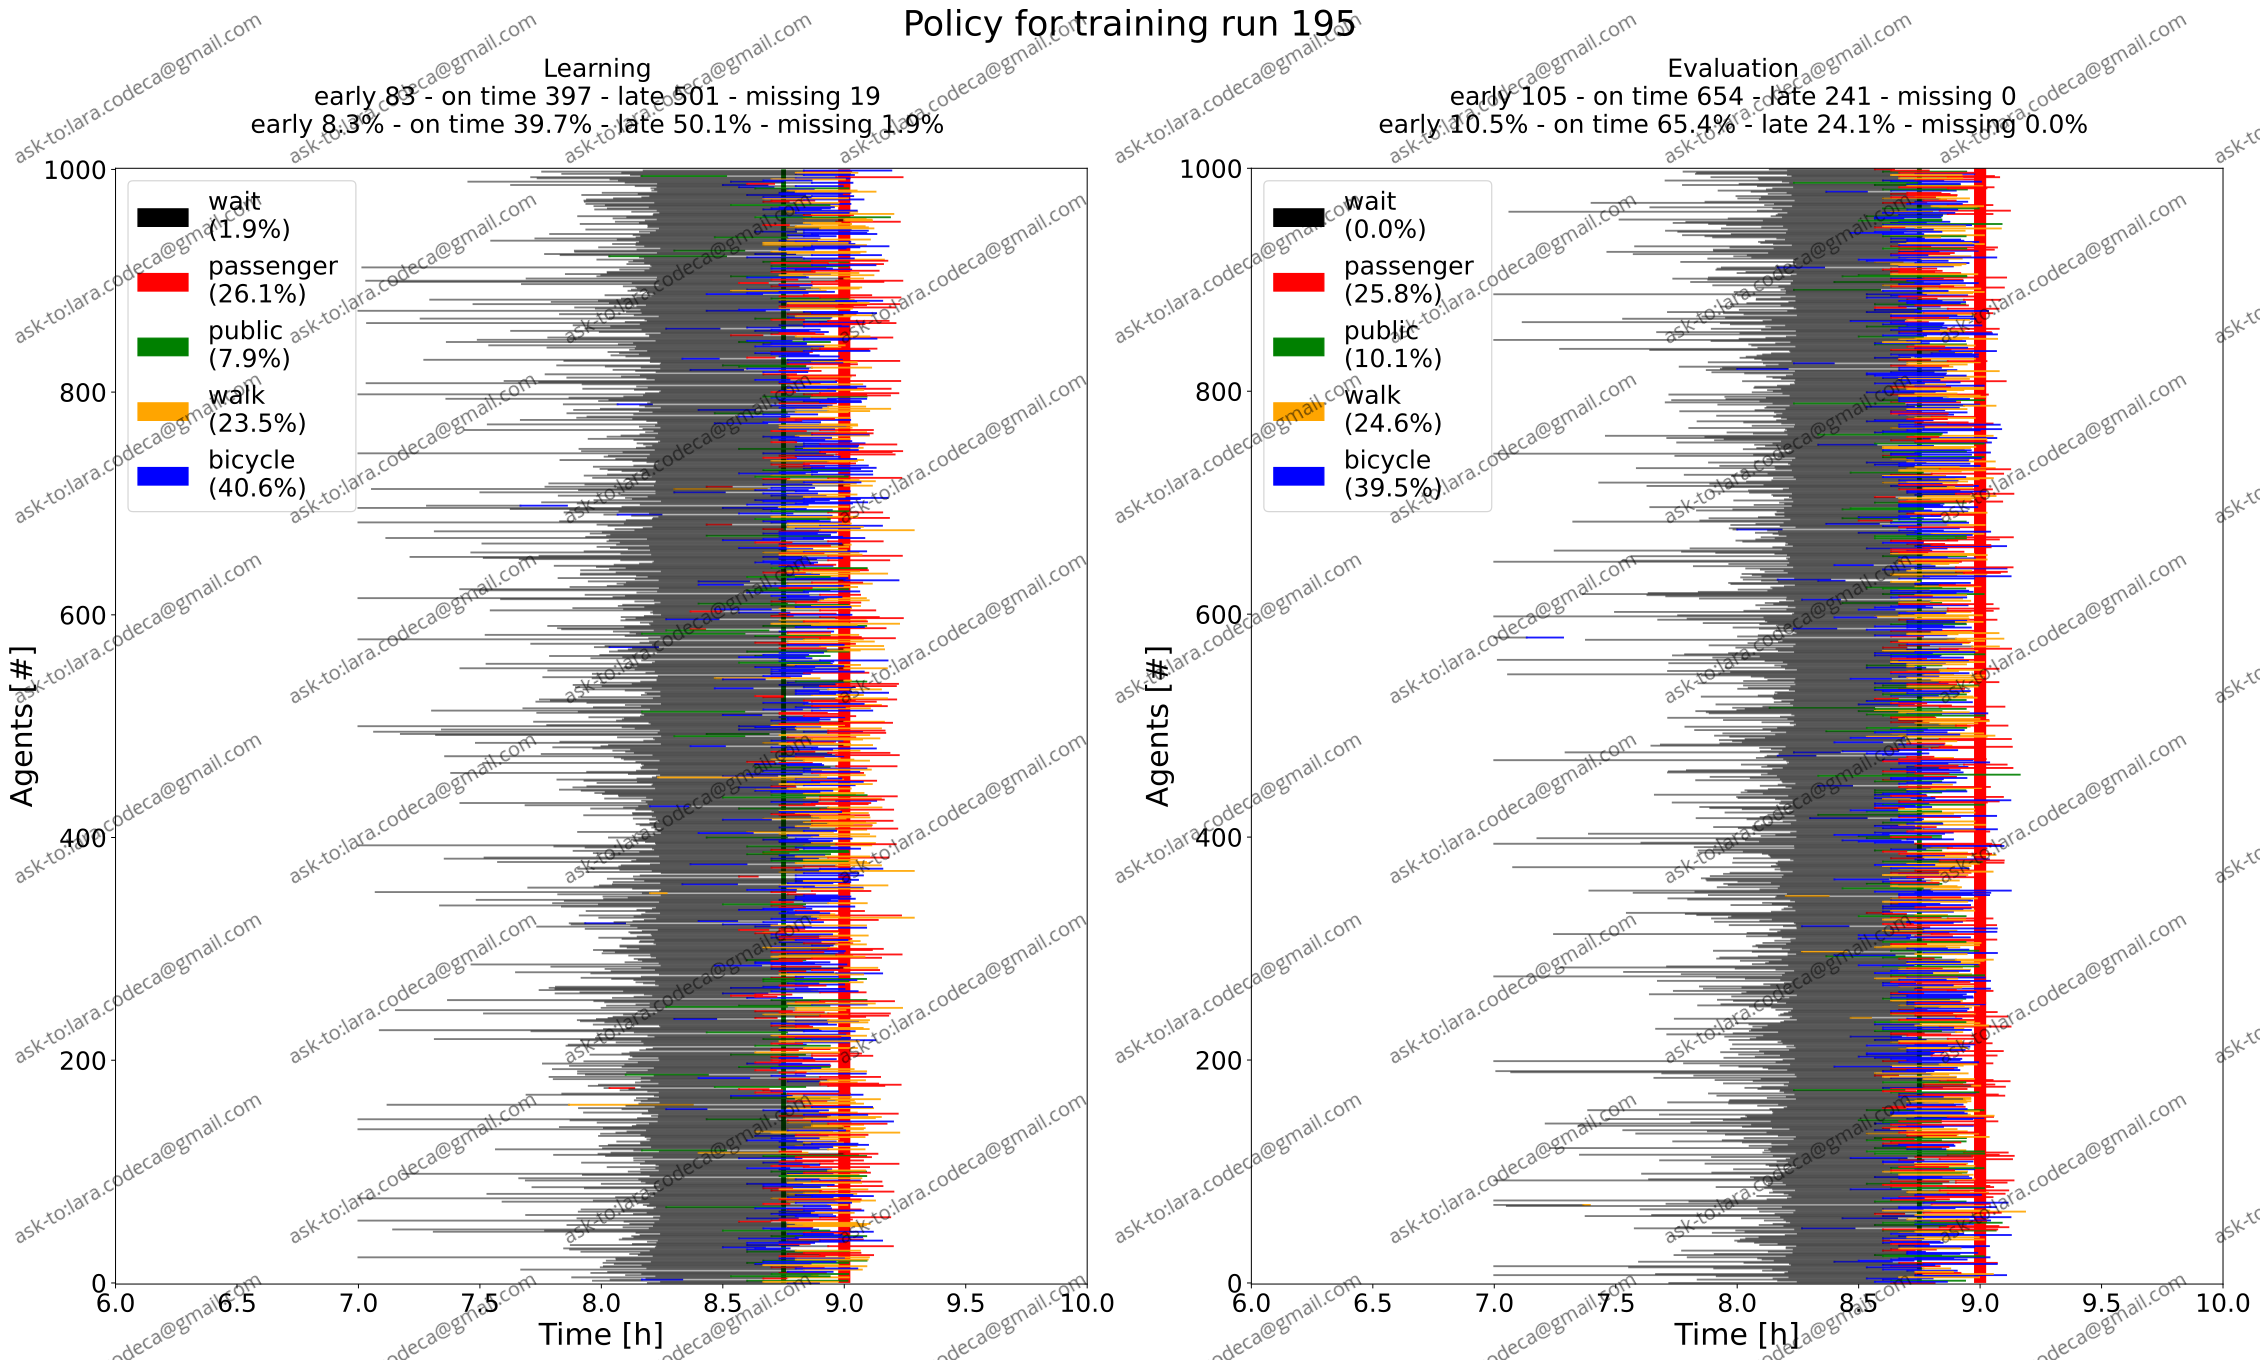 Policy for training run 195
Learning
early 83 - on time 397 - late 501 - missing 19
early 8.3% - on time 39.7% - late 50.1% - missing 1.9%
1000
800
600
400
200
0
Agents [#]
wait
(1.9%)
passenger
(26.1%)
public
(7.9%)
walk
(23.5%)
bicycle
(40.6%)
6.0 6.5 7.0 7.5 8.0 8.5 9.0 9.5 10.0
Time [h]
Evaluation
early 105 - on time 654 - late 241 - missing 0
early 10.5% - on time 65.4% - late 24.1% - missing 0.0%
1000
800
600
400
200
0
Agents [#]
wait
(0.0%)
passenger
(25.8%)
public
(10.1%)
walk
(24.6%)
bicycle
(39.5%)
6.0 6.5 7.0 7.5 8.0 8.5 9.0 9.5 10.0
Time [h]
ask-to:lara.codeca@gmail.com